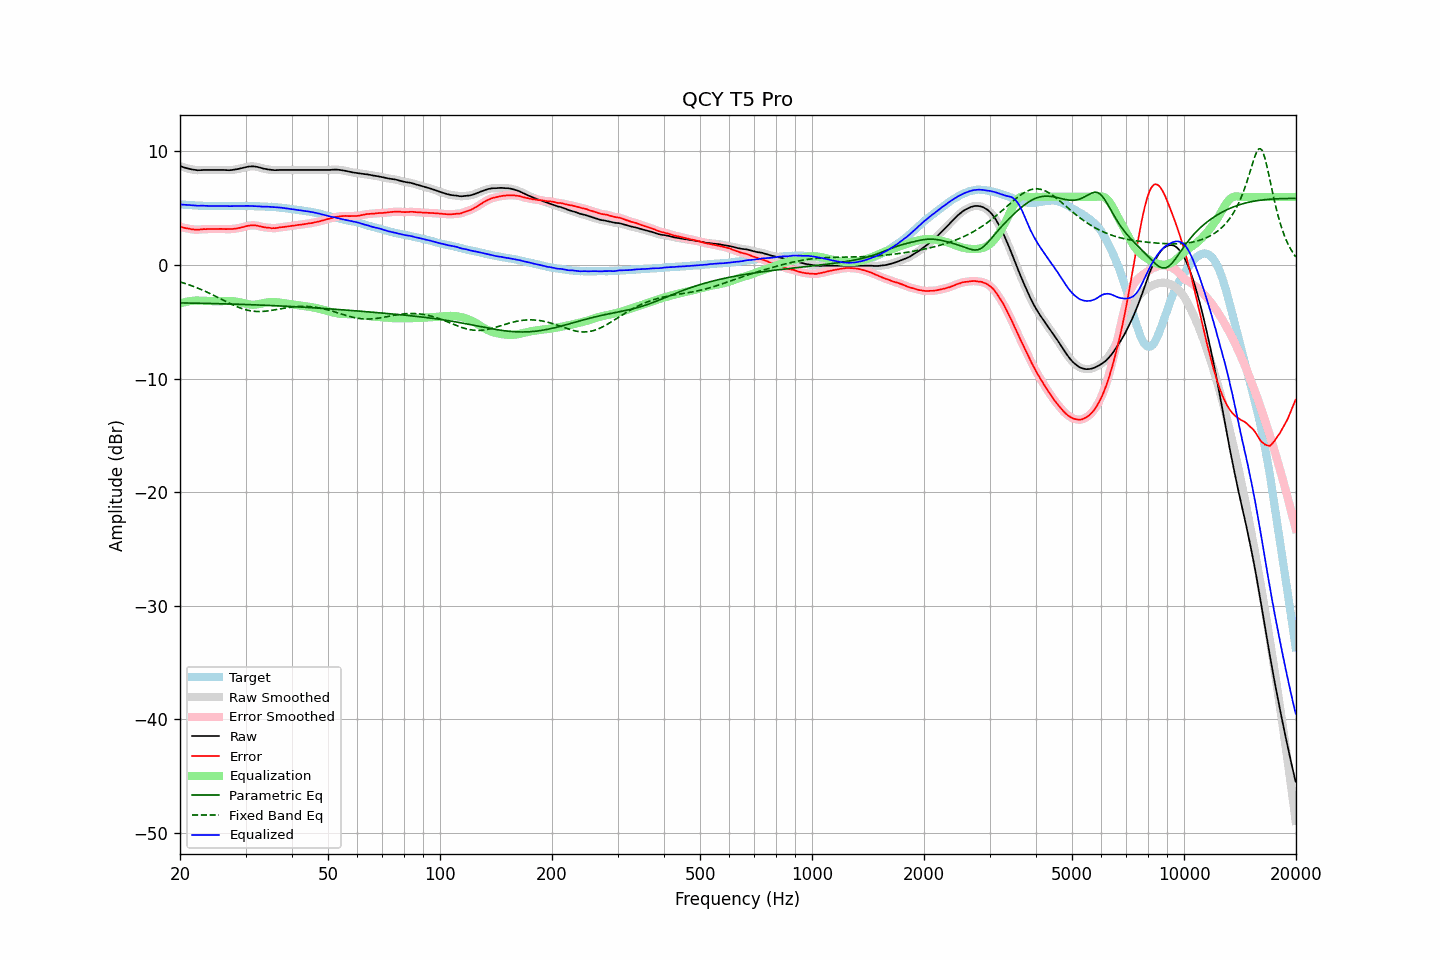 QCY T5 Pro
10
0
−10
−20
−30
−40
−50
Amplitude (dBr)
Target
Raw Smoothed
Error Smoothed
Raw
Error
Equalization
Parametric Eq
Fixed Band Eq
Equalized
20 50 100 200 500 1000 2000 5000 10000 20000
Frequency (Hz)